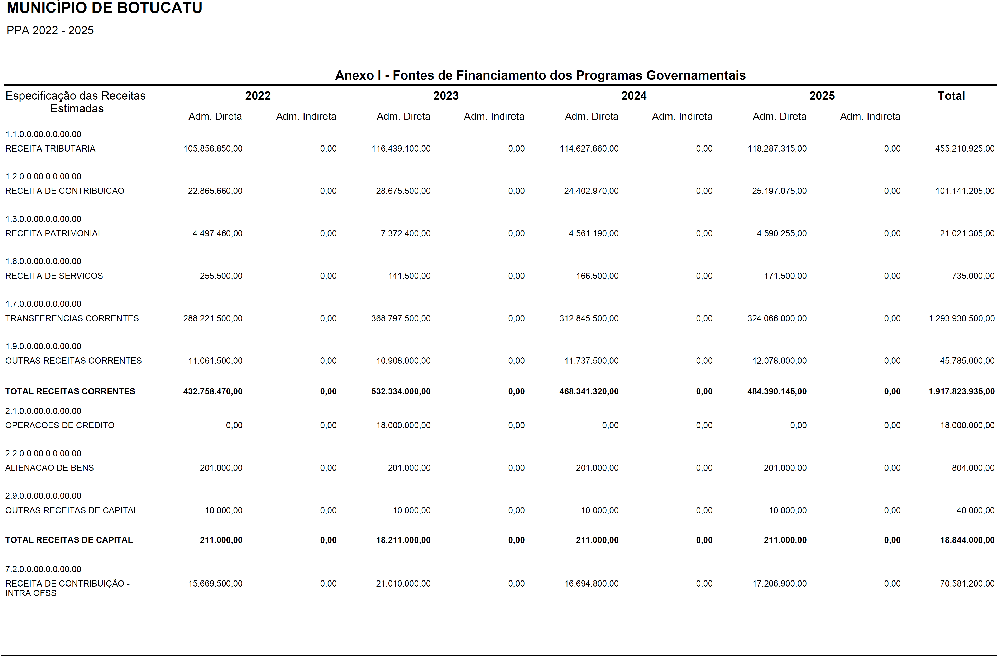 MUNICÍPIO DE BOTUCATU
PPA 2022 - 2025
Anexo I - Fontes de Financiamento dos Programas Governamentais
Especificação das Receitas 2022 2023 2024 2025 Total
Estimadas
Adm. Direta Adm. Indireta Adm. Direta Adm. Indireta Adm. Direta Adm. Indireta Adm. Direta Adm. Indireta
1.1.0.0.00.0.0.00.00
RECEITA TRIBUTARIA 105.856.850,00 0,00 116.439.100,00 0,00 114.627.660,00 0,00 118.287.315,00 0,00 455.210.925,00
1.2.0.0.00.0.0.00.00
RECEITA DE CONTRIBUICAO 22.865.660,00 0,00 28.675.500,00 0,00 24.402.970,00 0,00 25.197.075,00 0,00 101.141.205,00
1.3.0.0.00.0.0.00.00
RECEITA PATRIMONIAL 4.497.460,00 0,00 7.372.400,00 0,00 4.561.190,00 0,00 4.590.255,00 0,00 21.021.305,00
1.6.0.0.00.0.0.00.00
RECEITA DE SERVICOS 255.500,00 0,00 141.500,00 0,00 166.500,00 0,00 171.500,00 0,00 735.000,00
1.7.0.0.00.0.0.00.00
TRANSFERENCIAS CORRENTES 288.221.500,00 0,00 368.797.500,00 0,00 312.845.500,00 0,00 324.066.000,00 0,00 1.293.930.500,00
1.9.0.0.00.0.0.00.00
OUTRAS RECEITAS CORRENTES 11.061.500,00 0,00 10.908.000,00 0,00 11.737.500,00 0,00 12.078.000,00 0,00 45.785.000,00
TOTAL RECEITAS CORRENTES 432.758.470,00 0,00 532.334.000,00 0,00 468.341.320,00 0,00 484.390.145,00 0,00 1.917.823.935,00
2.1.0.0.00.0.0.00.00
OPERACOES DE CREDITO 0,00 0,00 18.000.000,00 0,00 0,00 0,00 0,00 0,00 18.000.000,00
2.2.0.0.00.0.0.00.00
ALIENACAO DE BENS 201.000,00 0,00 201.000,00 0,00 201.000,00 0,00 201.000,00 0,00 804.000,00
2.9.0.0.00.0.0.00.00
OUTRAS RECEITAS DE CAPITAL 10.000,00 0,00 10.000,00 0,00 10.000,00 0,00 10.000,00 0,00 40.000,00
TOTAL RECEITAS DE CAPITAL 211.000,00 0,00 18.211.000,00 0,00 211.000,00 0,00 211.000,00 0,00 18.844.000,00
7.2.0.0.00.0.0.00.00
RECEITA DE CONTRIBUIÇÃO - 15.669.500,00 0,00 21.010.000,00 0,00 16.694.800,00 0,00 17.206.900,00 0,00 70.581.200,00
INTRA OFSS